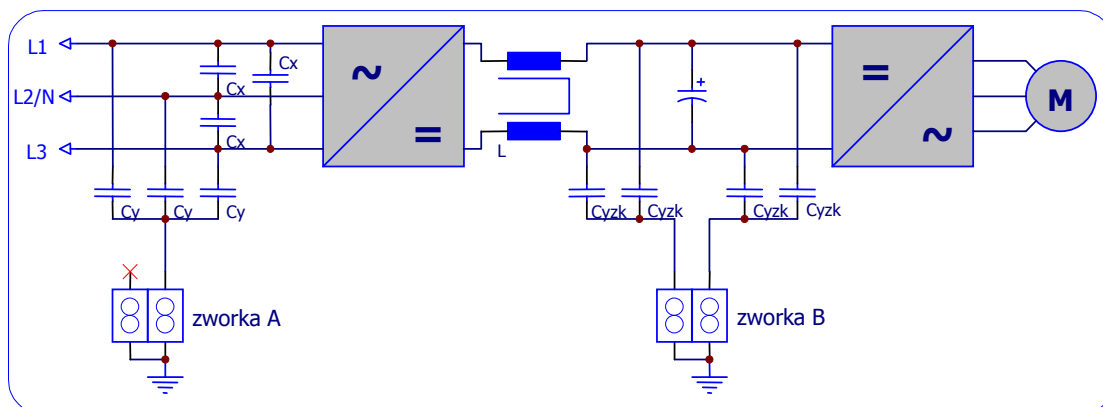 L1
Cx
~
=
=
~
M
L2/N
Cx
+
L3
Cx
L
Cy
Cy
Cy
Cyzk
Cyzk
Cyzk
Cyzk
zworka A
zworka B